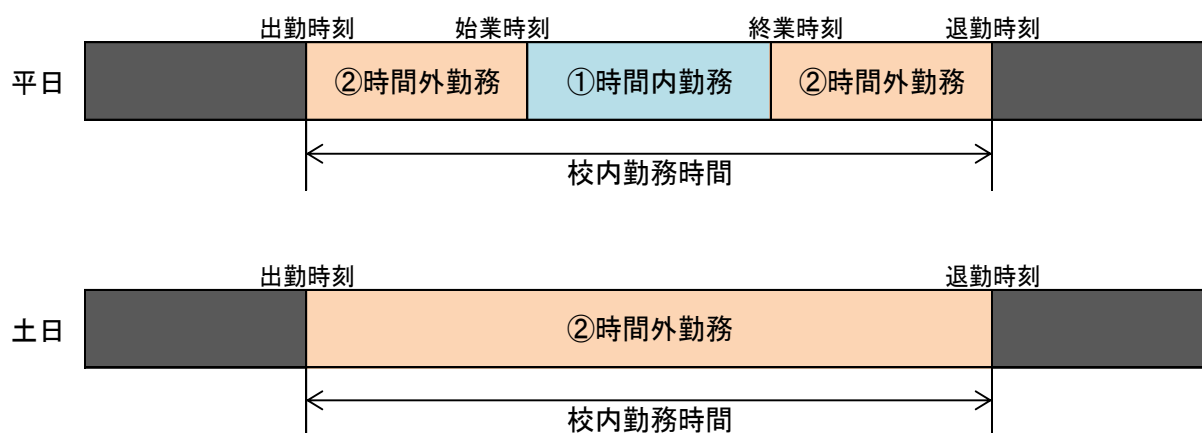 出勤時刻 始業時刻 終業時刻 退勤時刻
平日 ②時間外勤務 ①時間内勤務 ②時間外勤務
校内勤務時間
出勤時刻 退勤時刻
土日 ②時間外勤務
校内勤務時間